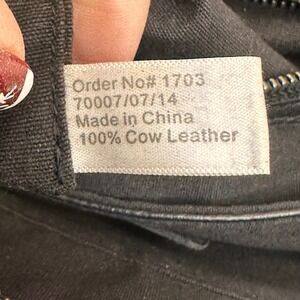 Order No# 1703
70007/07/14
Made in China
100% Cow Leather